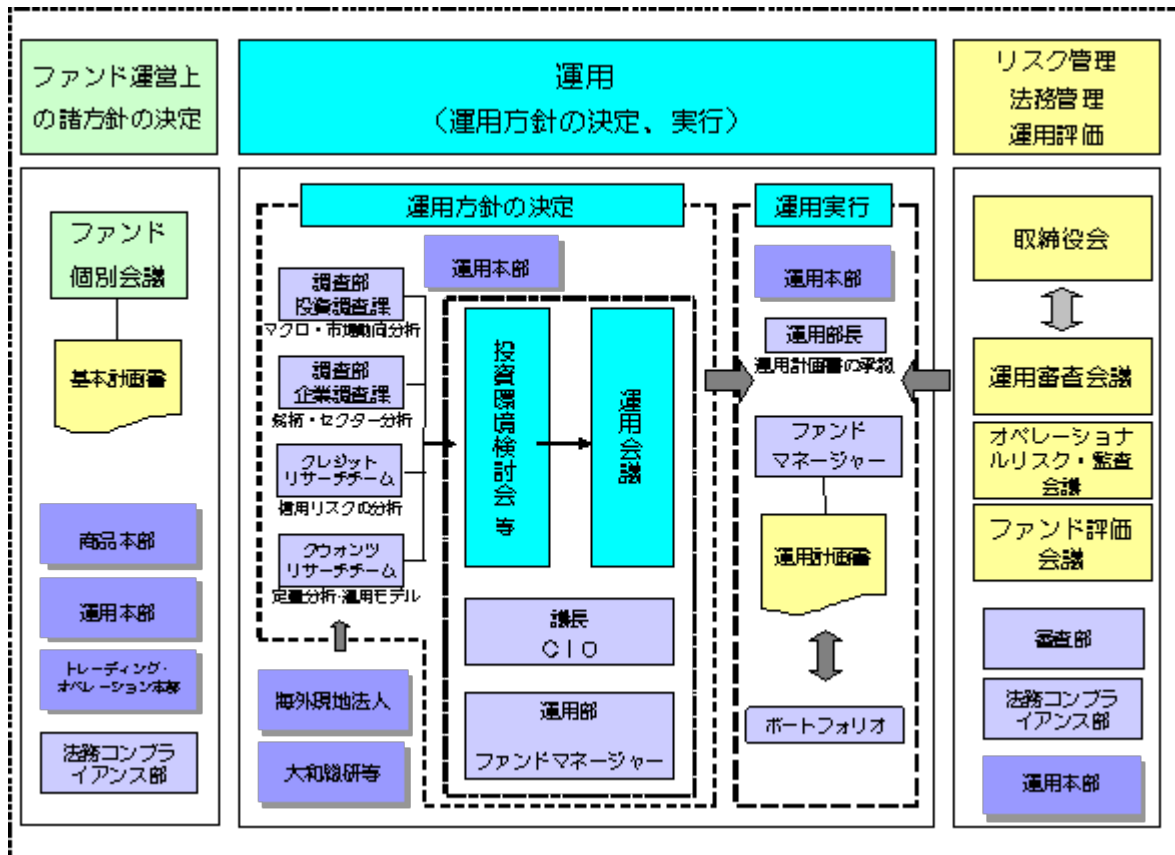 ファンド運営上
の諸方針の決定
運用
(運用方針の決定、実行)
リスク管理
法務管理
運用評価
ファンド
個別会議
基本計画書
商品本部
運用本部
トレーディング・
オペレーション本部
法務コンプラ
イアンス部
運用方針の決定
運用本部
調査部
投資調査課
マクロ・市場動向分析
調査部
企業調査課
銘柄・セクター分析
クレジット
リサーチチーム
信用リスクの分析
クウォンツ
リサーチチーム
定量分析・運用モデル
海外現地法人
大和総研等
投資環境検討会 等
運用会議
議長
CIO
運用部
ファンドマネージャー
運用実行
運用本部
運用部長
運用計画書の承認
ファンド
マネージャー
運用計画書
ポートフォリオ
取締役会
運用審査会議
オペレーショナ
ルリスク・監査
会議
ファンド評価
会議
審査部
法務コンプラ
イアンス部
運用本部